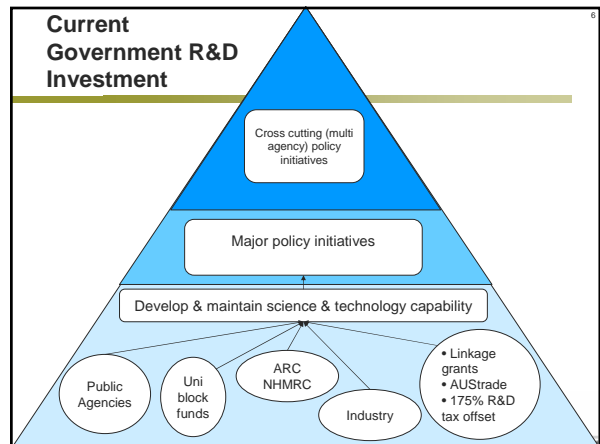 Current
Government R&D
Investment
6
Cross cutting (multi
agency) policy
initiatives
Major policy initiatives
Develop & maintain science & technology capability
Public
Agencies
Uni
block
funds
ARC
NHMRC
Industry
• Linkage
grants
• AUStrade
• 175% R&D
tax offset